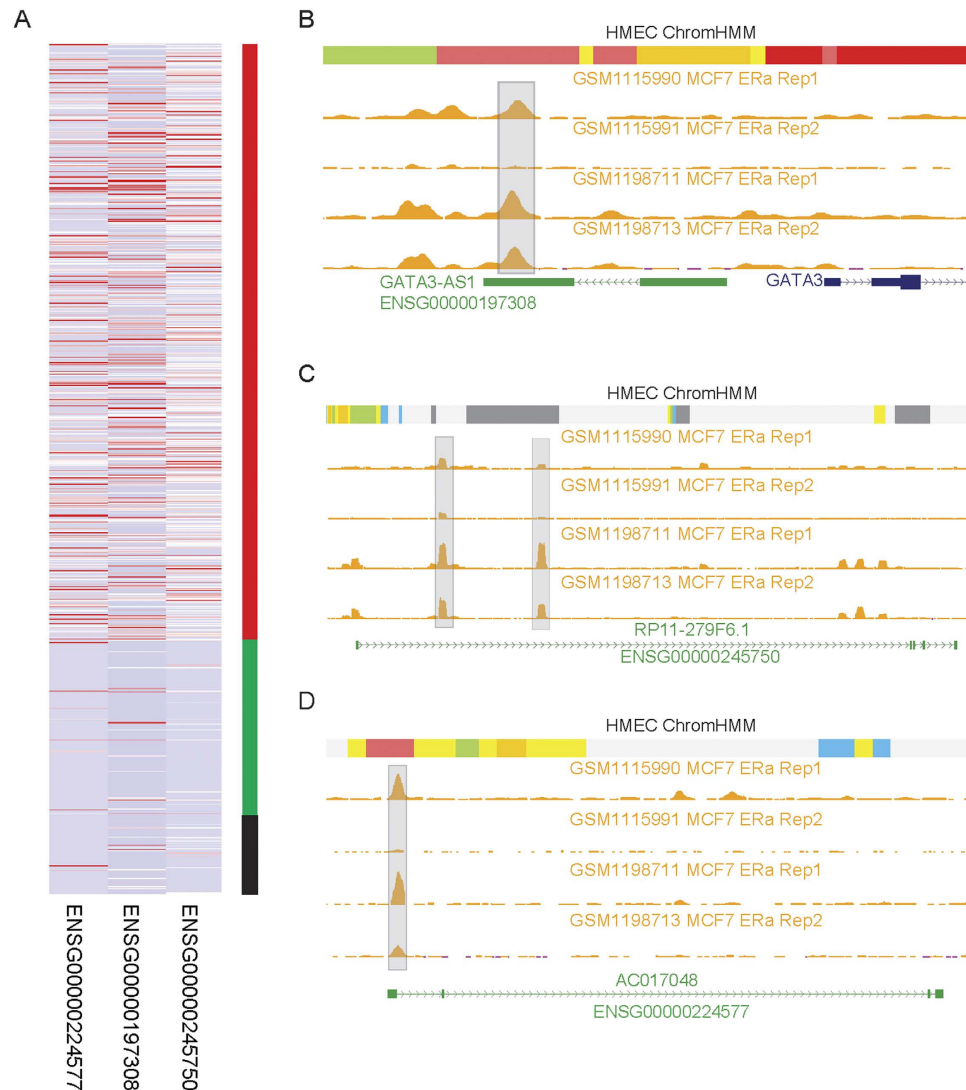 A
ENSG00000224577
ENSG00000197308
ENSG00000245750
B
HMEC ChromHMM
GSM1115990 MCF7 ERa Rep1
GSM1115991 MCF7 ERa Rep2
GSM1198711 MCF7 ERa Rep1
GSM1198713 MCF7 ERa Rep2
GATA3-AS1
ENSG00000197308
GATA3
C
HMEC ChromHMM
GSM1115990 MCF7 ERa Rep1
GSM1115991 MCF7 ERa Rep2
GSM1198711 MCF7 ERa Rep1
GSM1198713 MCF7 ERa Rep2
RP11-279F6.1
ENSG00000245750
D
HMEC ChromHMM
GSM1115990 MCF7 ERa Rep1
GSM1115991 MCF7 ERa Rep2
GSM1198711 MCF7 ERa Rep1
GSM1198713 MCF7 ERa Rep2
AC017048
ENSG00000224577